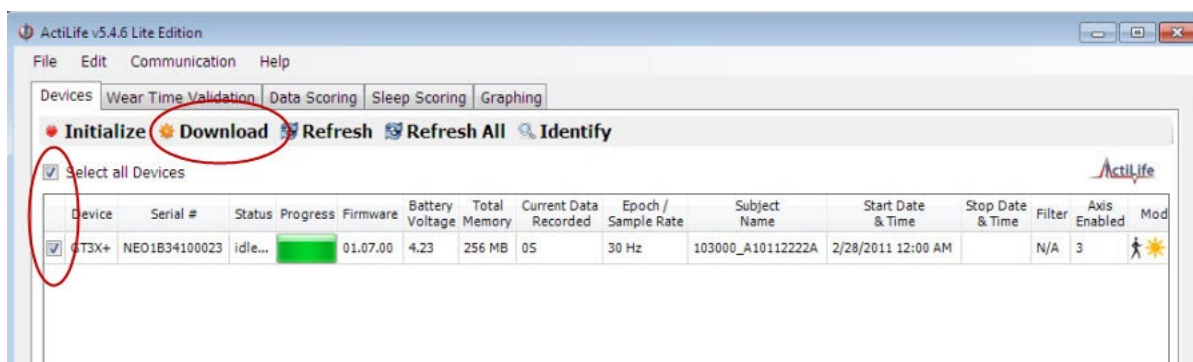 ActiLife v5.4.6 Lite Edition
File Edit Communication Help
Devices Wear Time Validation Data Scoring Sleep Scoring Graphing
Initialize Download Refresh Refresh All Identify
Select all Devices
ActiLife
Device Serial # Status Progress Firmware Battery Voltage Total Memory Current Data Recorded Epoch / Sample Rate Subject Name Start Date & Time Stop Date & Time Filter Axis Enabled Mod
GT3X+ NEO1B34100023 idle... 01.07.00 4.23 256 MB 0S 30 Hz 103000_A10112222A 2/28/2011 12:00 AM N/A 3